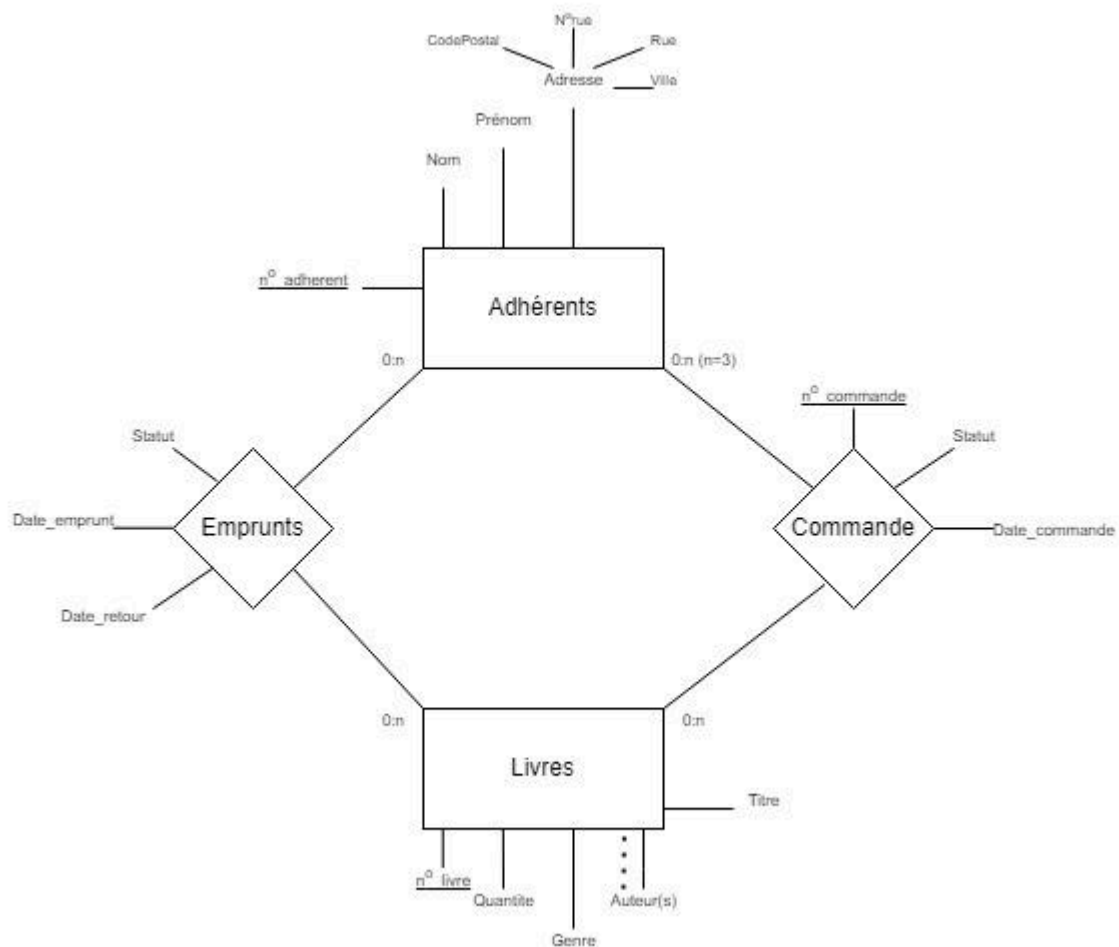 N°rue
CodePostal
Rue
Adresse
Ville
Prénom
Nom
n° adherent
Adhérents
0:n
0:n (n=3)
n° commande
Statut
Statut
Date_emprunt
Emprunts
Commande
Date_commande
Date_retour
0:n
0:n
Livres
Titre
n° livre
Quantite
Auteur(s)
Genre